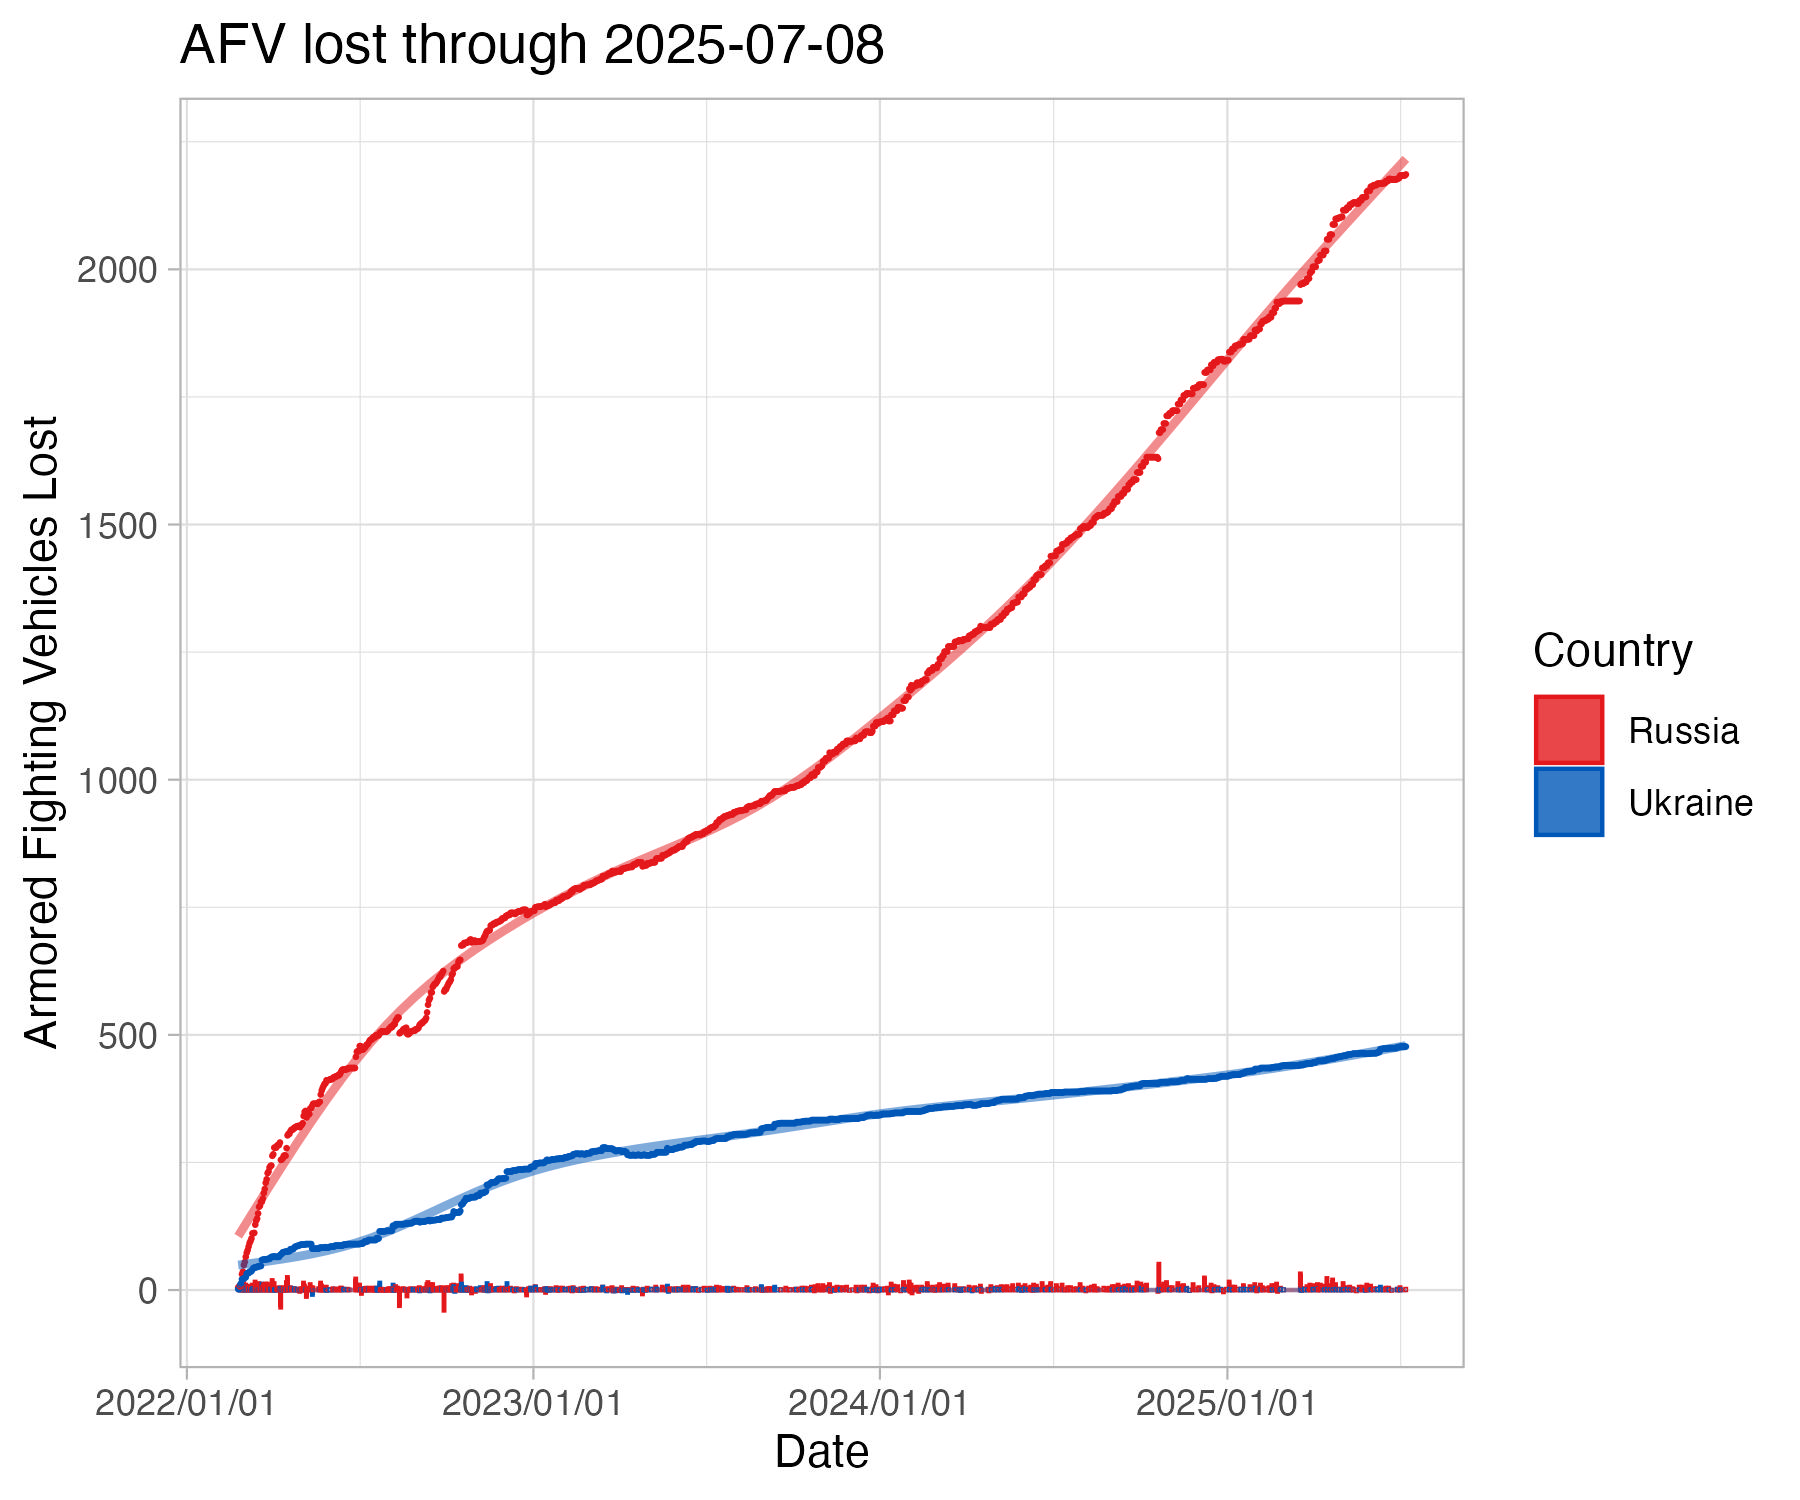 AFV lost through 2025-07-08
Armored Fighting Vehicles Lost
2000
1500
1000
500
0
2022/01/01
2023/01/01
2024/01/01
2025/01/01
Date
Country
Russia
Ukraine